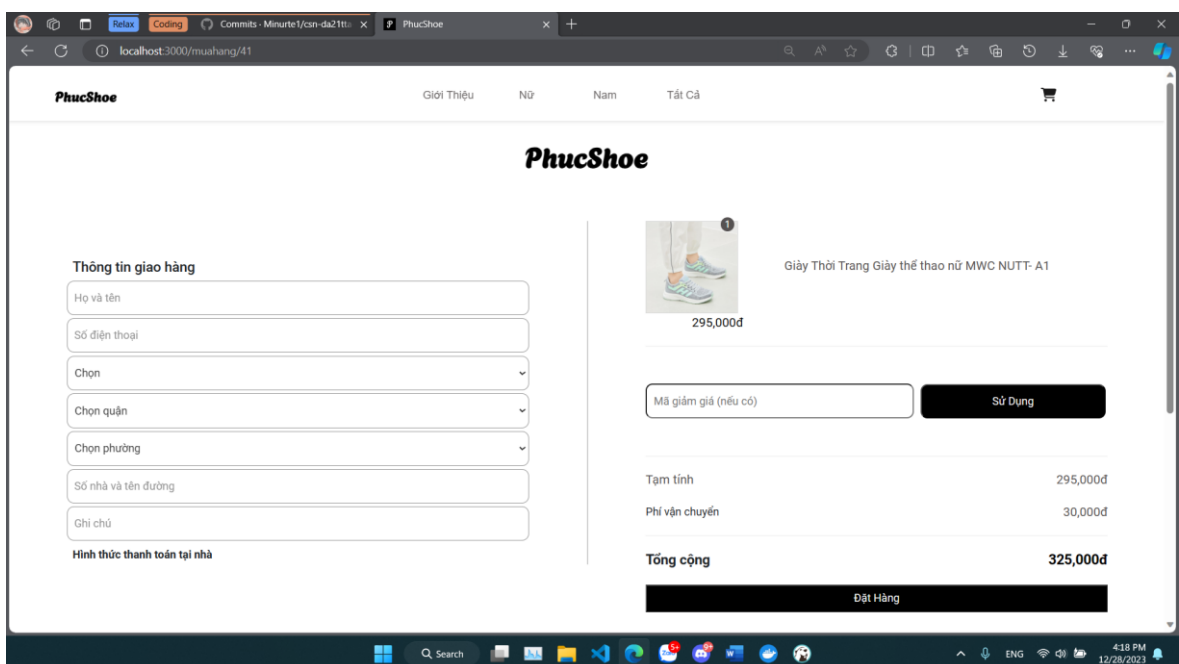 Relax
Coding
Commits · Minurte1/csn-da21tta
PhucShoe
localhost:3000/muahang/41
PhucShoe
Giới Thiệu
Nữ
Nam
Tất Cả
PhucShoe
Thông tin giao hàng
Họ và tên
Số điện thoại
Chọn
Chọn quận
Chọn phường
Số nhà và tên đường
Ghi chú
Hình thức thanh toán tại nhà
1
Giày Thời Trang Giày thể thao nữ MWC NUTT- A1
295,000đ
Mã giảm giá (nếu có)
Sử Dụng
Tạm tính 295,000đ
Phí vận chuyển 30,000đ
Tổng cộng 325,000đ
Đặt Hàng
Search
5+
ENG
4:18 PM
12/28/2023